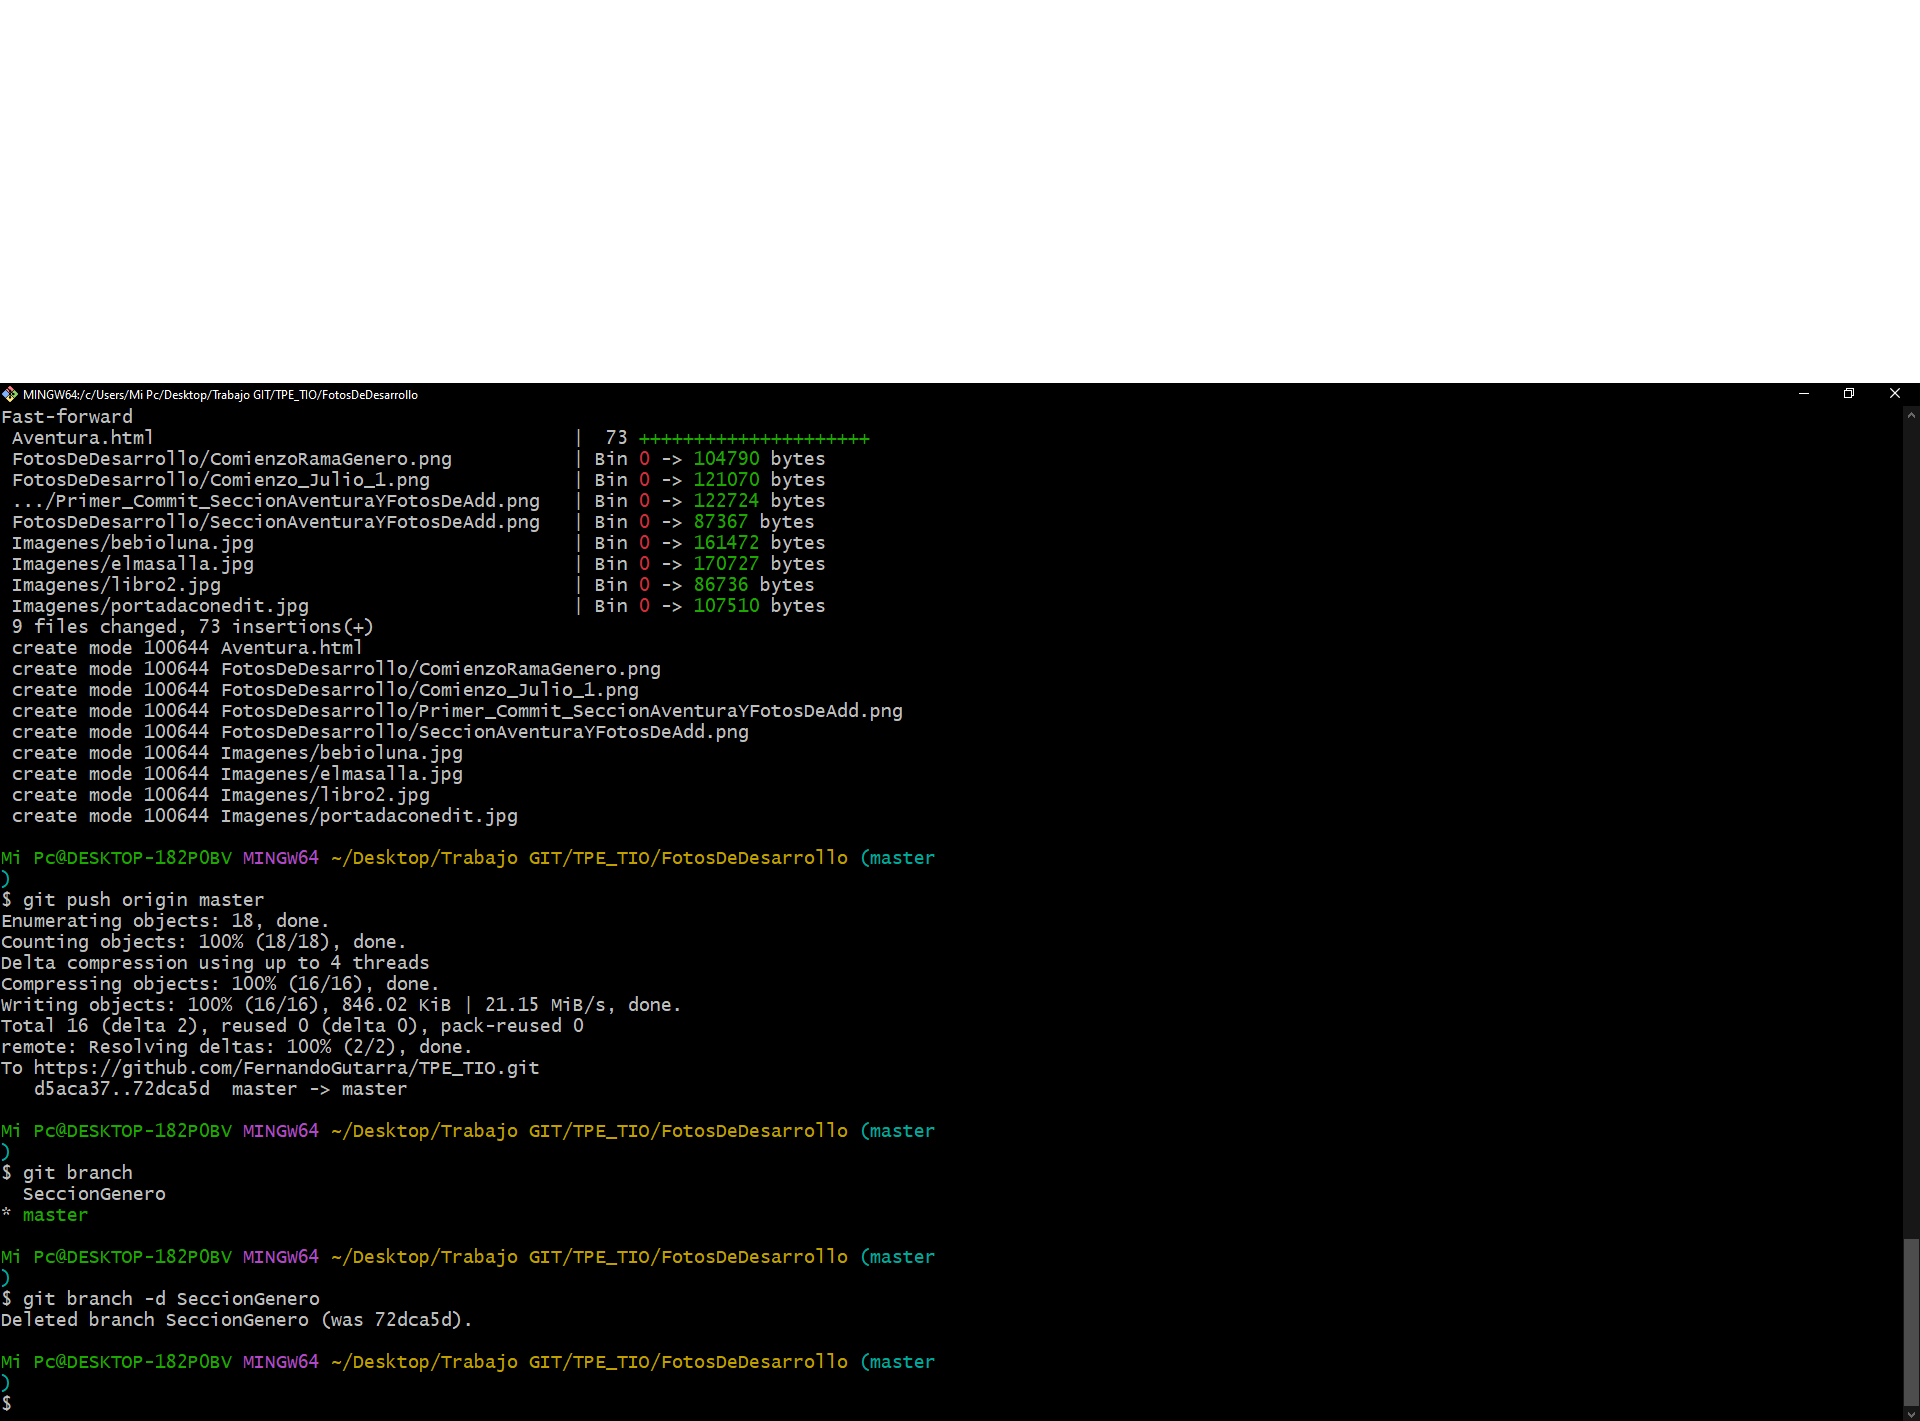 MINGW64:/c/Users/Mi Pc/Desktop/Trabajo GIT/TPE_TIO/FotosDeDesarrollo
Fast-forward
 Aventura.html | 73 +++++++++++++++++++++
 FotosDeDesarrollo/ComienzoRamaGenero.png | Bin 0 -> 104790 bytes
 FotosDeDesarrollo/Comienzo_Julio_1.png | Bin 0 -> 121070 bytes
 .../Primer_Commit_SeccionAventuraYFotosDeAdd.png | Bin 0 -> 122724 bytes
 FotosDeDesarrollo/SeccionAventuraYFotosDeAdd.png | Bin 0 -> 87367 bytes
 Imagenes/bebioluna.jpg | Bin 0 -> 161472 bytes
 Imagenes/elmasalla.jpg | Bin 0 -> 170727 bytes
 Imagenes/libro2.jpg | Bin 0 -> 86736 bytes
 Imagenes/portadaconedit.jpg | Bin 0 -> 107510 bytes
 9 files changed, 73 insertions(+)
 create mode 100644 Aventura.html
 create mode 100644 FotosDeDesarrollo/ComienzoRamaGenero.png
 create mode 100644 FotosDeDesarrollo/Comienzo_Julio_1.png
 create mode 100644 FotosDeDesarrollo/Primer_Commit_SeccionAventuraYFotosDeAdd.png
 create mode 100644 FotosDeDesarrollo/SeccionAventuraYFotosDeAdd.png
 create mode 100644 Imagenes/bebioluna.jpg
 create mode 100644 Imagenes/elmasalla.jpg
 create mode 100644 Imagenes/libro2.jpg
 create mode 100644 Imagenes/portadaconedit.jpg
Mi Pc@DESKTOP-182P0BV MINGW64 ~/Desktop/Trabajo GIT/TPE_TIO/FotosDeDesarrollo (master
)
$ git push origin master
Enumerating objects: 18, done.
Counting objects: 100% (18/18), done.
Delta compression using up to 4 threads
Compressing objects: 100% (16/16), done.
Writing objects: 100% (16/16), 846.02 KiB | 21.15 MiB/s, done.
Total 16 (delta 2), reused 0 (delta 0), pack-reused 0
remote: Resolving deltas: 100% (2/2), done.
To https://github.com/FernandoGutarra/TPE_TIO.git
   d5aca37..72dca5d  master -> master
Mi Pc@DESKTOP-182P0BV MINGW64 ~/Desktop/Trabajo GIT/TPE_TIO/FotosDeDesarrollo (master
)
$ git branch
  SeccionGenero
* master
Mi Pc@DESKTOP-182P0BV MINGW64 ~/Desktop/Trabajo GIT/TPE_TIO/FotosDeDesarrollo (master
)
$ git branch -d SeccionGenero
Deleted branch SeccionGenero (was 72dca5d).
Mi Pc@DESKTOP-182P0BV MINGW64 ~/Desktop/Trabajo GIT/TPE_TIO/FotosDeDesarrollo (master
)
$